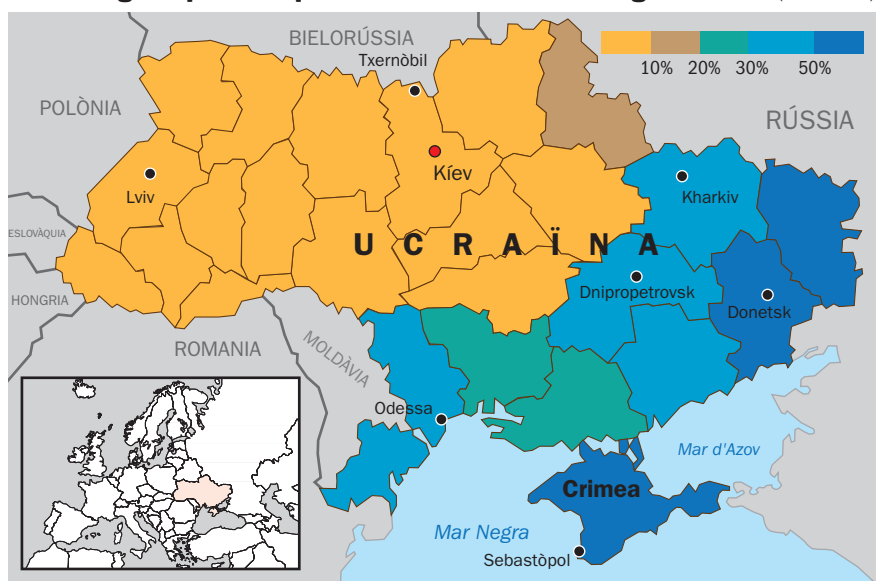 BIELORÚSSIA
Txernòbil
10% 20% 30% 50%
POLÒNIA
RÚSSIA
Kíev
Lviv
Kharkiv
ESLOVÀQUIA
UCRAÏNA
HONGRIA
Dnipropetrovsk
Donetsk
ROMANIA
MOLDÀVIA
Odessa
Mar d'Azov
Crimea
Mar Negra
Sebastòpol